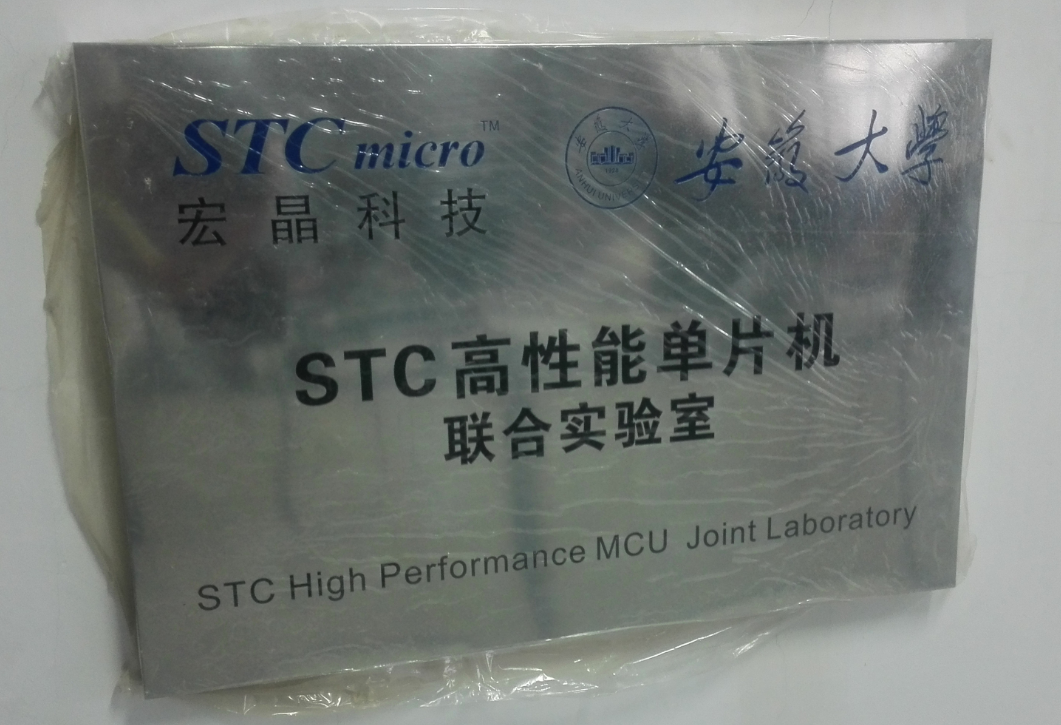 STC micro™
宏晶科技
安徽大学
STC高性能单片机
联合实验室
STC High Performance MCU Joint Laboratory